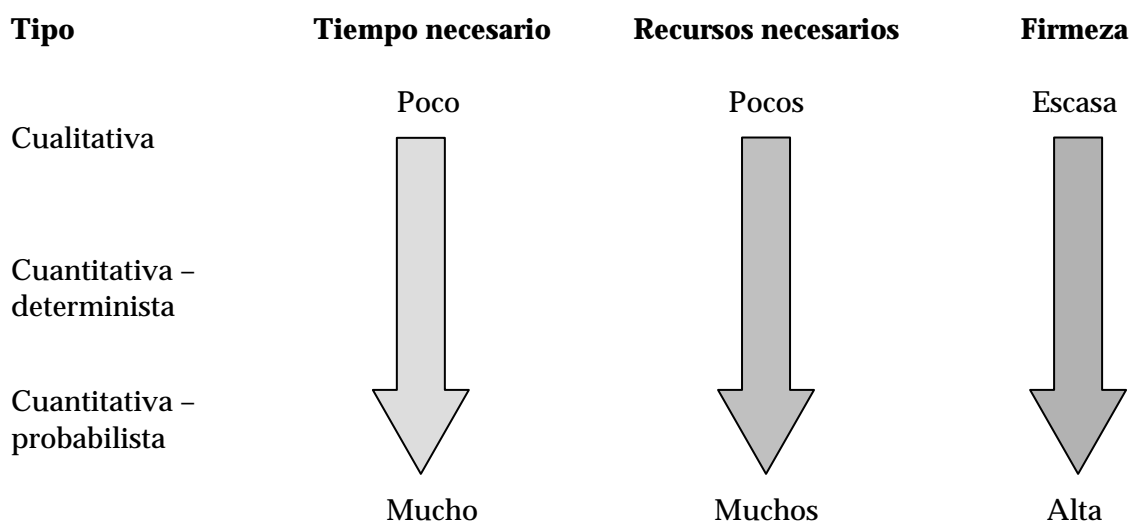 Tipo Tiempo necesario Recursos necesarios Firmeza
Poco Pocos Escasa
Cualitativa
Cuantitativa –
determinista
Cuantitativa –
probabilista
Mucho Muchos Alta